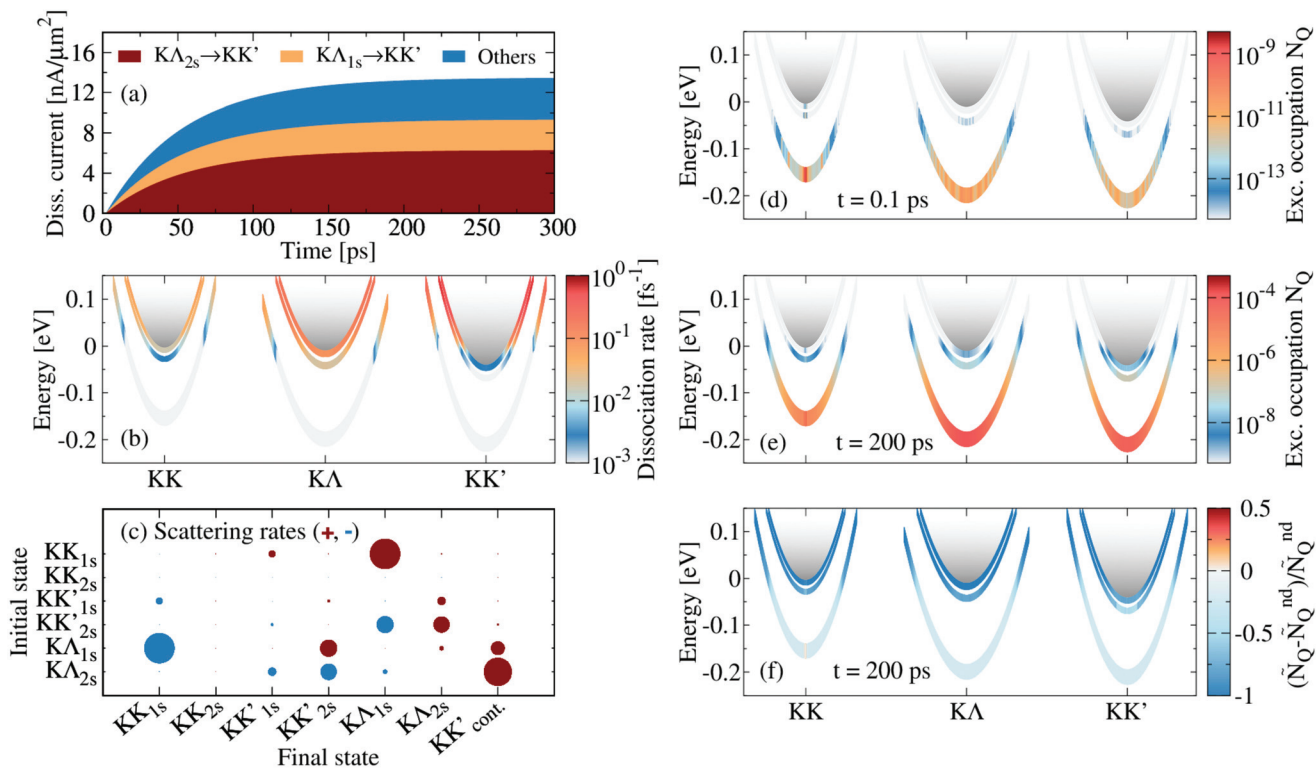 Diss. current [nA/μm²]
16
12
8
4
0
KΛ2s→KK' KΛ1s→KK' Others
(a)
0 50 100 150 200 250 300
Time [ps]
Energy [eV]
0.1
0
-0.1
-0.2
(b)
KK KΛ KK'
10⁰
10⁻¹
10⁻²
10⁻³
Dissociation rate [fs⁻¹]
(c) Scattering rates (+, -)
Initial state
KK1s
KK2s
KK'1s
KK'2s
KΛ1s
KΛ2s
KK1s KK2s KK'1s KK'2s KΛ1s KΛ2s KK'cont.
Final state
Energy [eV]
0.1
0
-0.1
-0.2
(d) t = 0.1 ps
10⁻⁹
10⁻¹¹
10⁻¹³
Exc. occupation NQ
Energy [eV]
0.1
0
-0.1
-0.2
(e) t = 200 ps
10⁻⁴
10⁻⁶
10⁻⁸
Exc. occupation NQ
Energy [eV]
0.1
0
-0.1
-0.2
(f) t = 200 ps
KK KΛ KK'
0.5
0
-0.5
-1
(ÑQ-ÑQnd)/ÑQnd